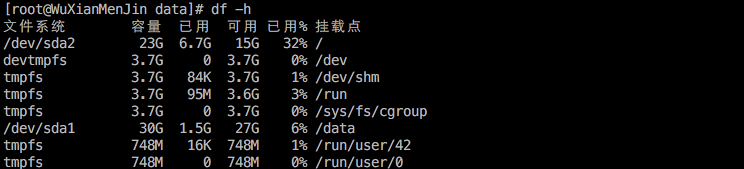 [root@WuXianMenJin data]# df -h
文件系统 容量 已用 可用 已用% 挂载点
/dev/sda2 23G 6.7G 15G 32% /
devtmpfs 3.7G 0 3.7G 0% /dev
tmpfs 3.7G 84K 3.7G 1% /dev/shm
tmpfs 3.7G 95M 3.6G 3% /run
tmpfs 3.7G 0 3.7G 0% /sys/fs/cgroup
/dev/sda1 30G 1.5G 27G 6% /data
tmpfs 748M 16K 748M 1% /run/user/42
tmpfs 748M 0 748M 0% /run/user/0